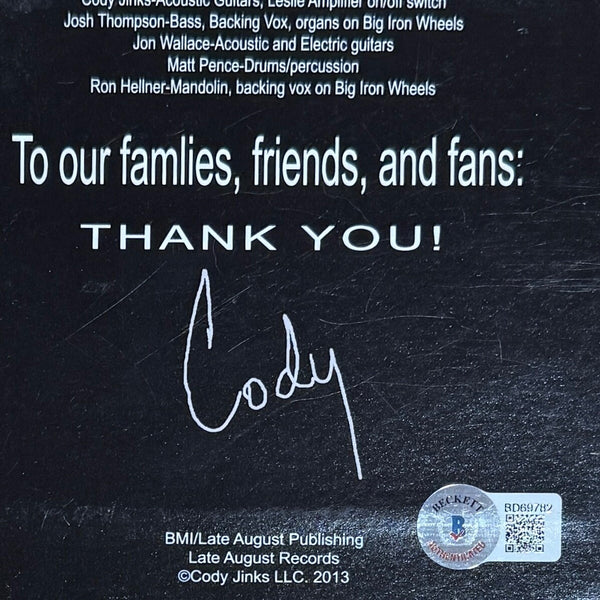 Cody Jinks-Acoustic Guitars, Leslie Amplifier on/off switch
Josh Thompson-Bass, Backing Vox, organs on Big Iron Wheels
Jon Wallace-Acoustic and Electric guitars
Matt Pence-Drums/percussion
Ron Hellner-Mandolin, backing vox on Big Iron Wheels
To our famlies, friends, and fans:
THANK YOU!
Cody
BECKETT
B
AUTHENTICATED
BD69782
BMI/Late August Publishing
Late August Records
©Cody Jinks LLC. 2013